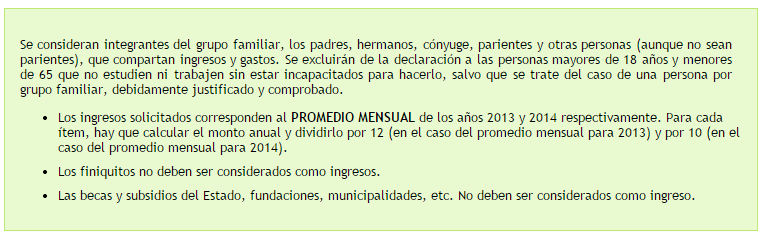 Se consideran integrantes del grupo familiar, los padres, hermanos, cónyuge, parientes y otras personas (aunque no sean
parientes), que compartan ingresos y gastos. Se excluirán de la declaración a las personas mayores de 18 años y menores
de 65 que no estudien ni trabajen sin estar incapacitados para hacerlo, salvo que se trate del caso de una persona por
grupo familiar, debidamente justificado y comprobado.
• Los ingresos solicitados corresponden al PROMEDIO MENSUAL de los años 2013 y 2014 respectivamente. Para cada
ítem, hay que calcular el monto anual y dividirlo por 12 (en el caso del promedio mensual para 2013) y por 10 (en el
caso del promedio mensual para 2014).
• Los finiquitos no deben ser considerados como ingresos.
• Las becas y subsidios del Estado, fundaciones, municipalidades, etc. No deben ser considerados como ingreso.